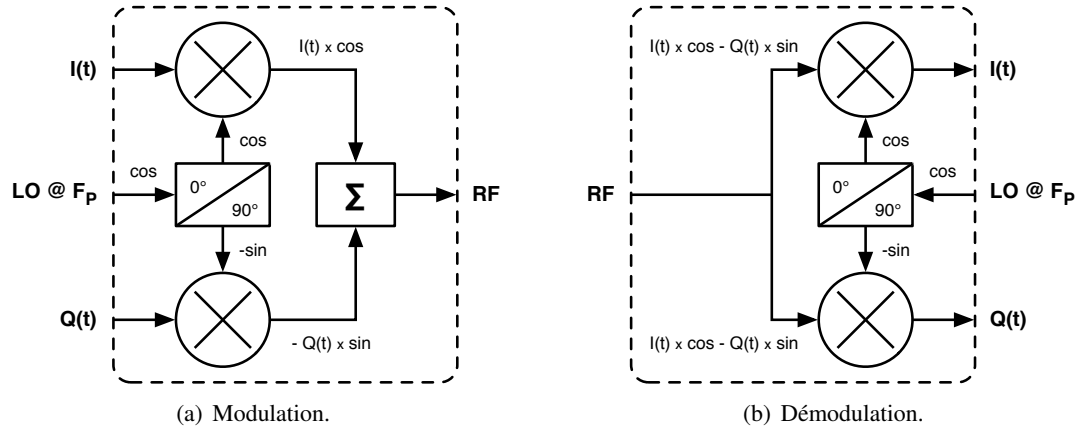 I(t) x cos
I(t)
cos
cos
LO @ F_P
0°
90°
Σ
RF
-sin
Q(t)
- Q(t) x sin
(a) Modulation.
I(t) x cos - Q(t) x sin
I(t)
cos
RF
0°
90°
cos
LO @ F_P
-sin
Q(t)
I(t) x cos - Q(t) x sin
(b) Démodulation.